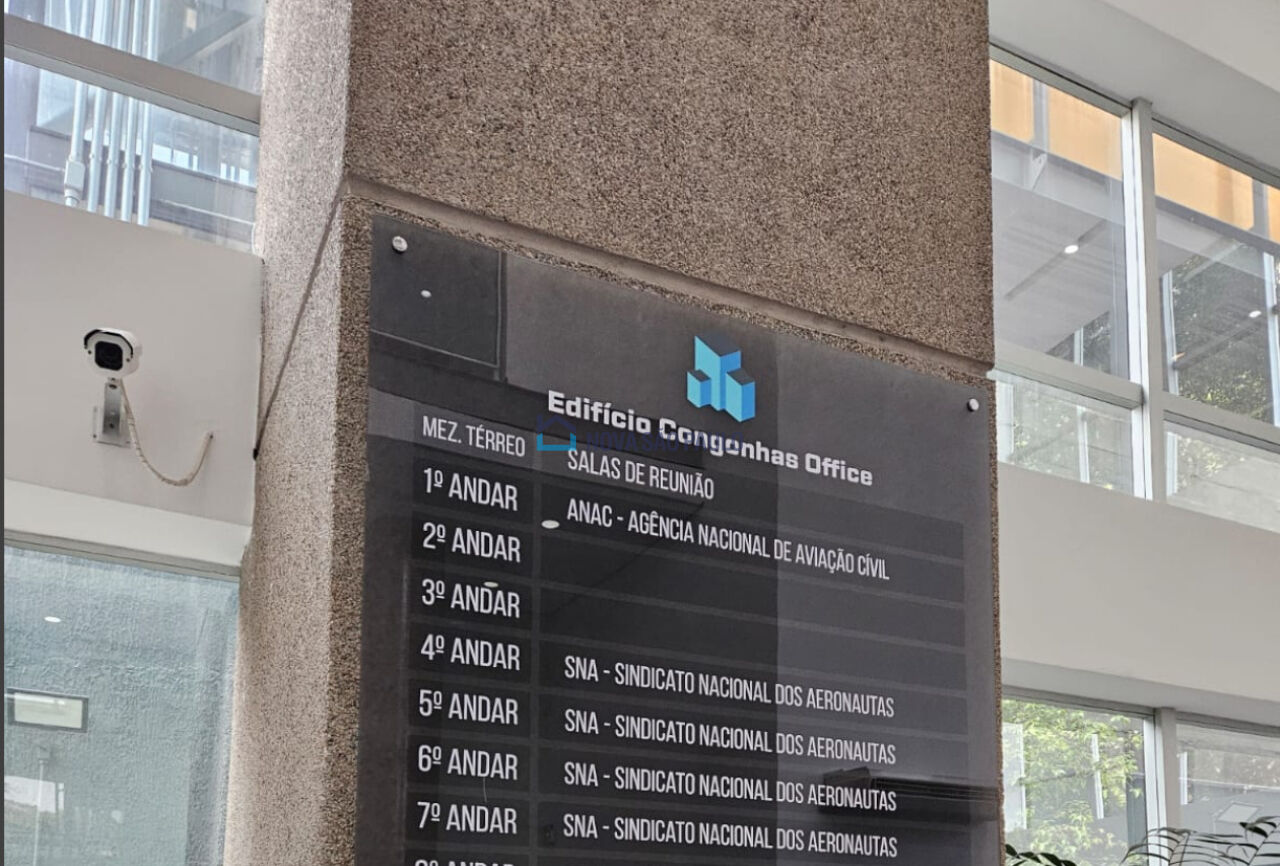 Edifício Congonhas Office
NOVA
MEZ. TÉRREO SALAS DE REUNIÃO
1º ANDAR ANAC - AGÊNCIA NACIONAL DE AVIAÇÃO CÍVIL
2º ANDAR
3º ANDAR
4º ANDAR SNA - SINDICATO NACIONAL DOS AERONAUTAS
5º ANDAR SNA - SINDICATO NACIONAL DOS AERONAUTAS
6º ANDAR SNA - SINDICATO NACIONAL DOS AERONAUTAS
7º ANDAR SNA - SINDICATO NACIONAL DOS AERONAUTAS